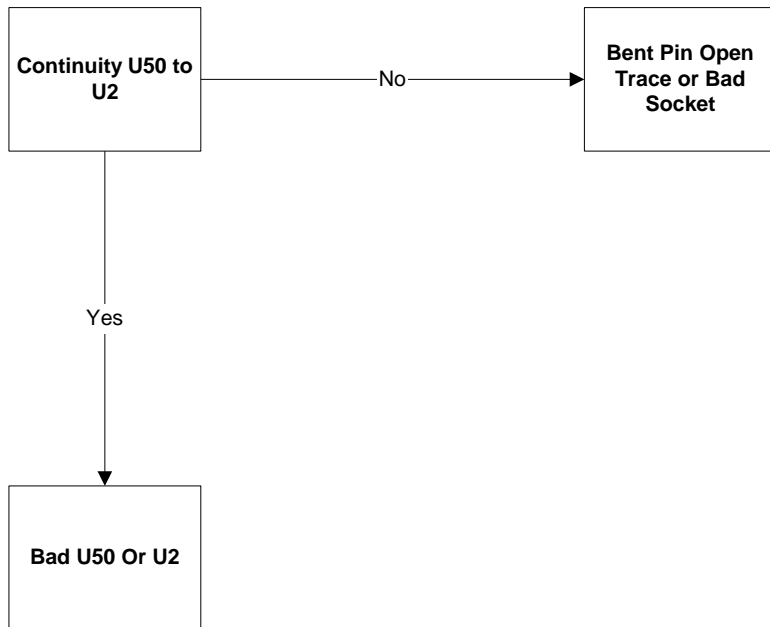 Continuity U50 to
U2
No
Bent Pin Open
Trace or Bad
Socket
Yes
Bad U50 Or U2